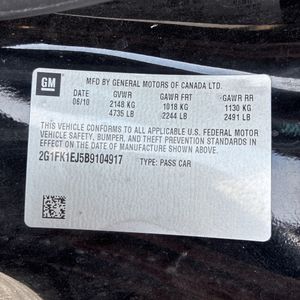 GM
MFD BY GENERAL MOTORS OF CANADA LTD.
DATE GVWR GAWR FRT GAWR RR
06/10 2148 KG 1018 KG 1130 KG
4735 LB 2244 LB 2491 LB
THIS VEHICLE CONFORMS TO ALL APPLICABLE U.S. FEDERAL MOTOR
VEHICLE SAFETY, BUMPER, AND THEFT PREVENTION
STANDARDS IN EFFECT ON THE
DATE OF MANUFACTURE SHOWN ABOVE.
2G1FK1EJ5B9104917 TYPE: PASS CAR